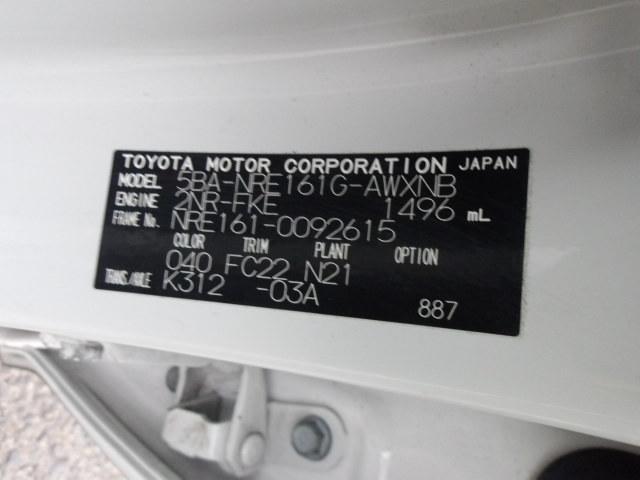 TOYOTA MOTOR CORPORATION JAPAN
MODEL 5BA-NRE161G-AWXNB
ENGINE 2NR-FKE 1496 mL
FRAME No. NRE161-0092615
COLOR TRIM PLANT OPTION
040 FC22 N21
TRANS./AXLE K312 -03A 887